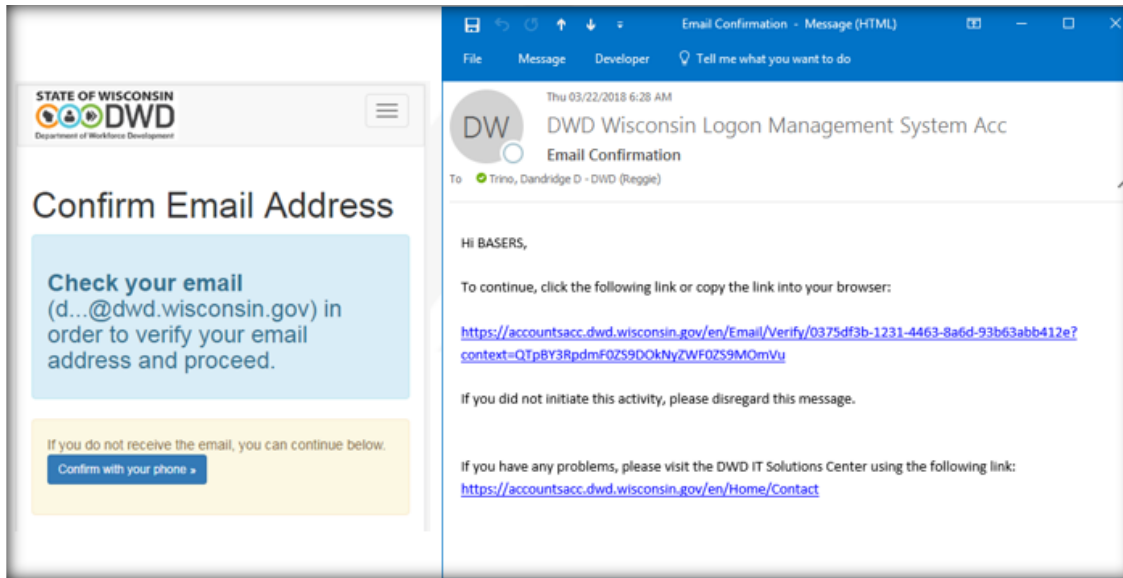 STATE OF WISCONSIN
DWD
Department of Workforce Development
Confirm Email Address
Check your email
(d...@dwd.wisconsin.gov) in
order to verify your email
address and proceed.
If you do not receive the email, you can continue below.
Confirm with your phone »
Email Confirmation - Message (HTML)
File Message Developer Tell me what you want to do
Thu 03/22/2018 6:28 AM
DW
DWD Wisconsin Logon Management System Acc
Email Confirmation
To Trino, Dandridge D - DWD (Reggie)
Hi BASERS,
To continue, click the following link or copy the link into your browser:
https://accountsacc.dwd.wisconsin.gov/en/Email/Verify/0375df3b-1231-4463-8a6d-93b63abb412e?
context=QTpBY3RpdmF0ZS9DOkNyZWF0ZS9MOmVu
If you did not initiate this activity, please disregard this message.
If you have any problems, please visit the DWD IT Solutions Center using the following link:
https://accountsacc.dwd.wisconsin.gov/en/Home/Contact